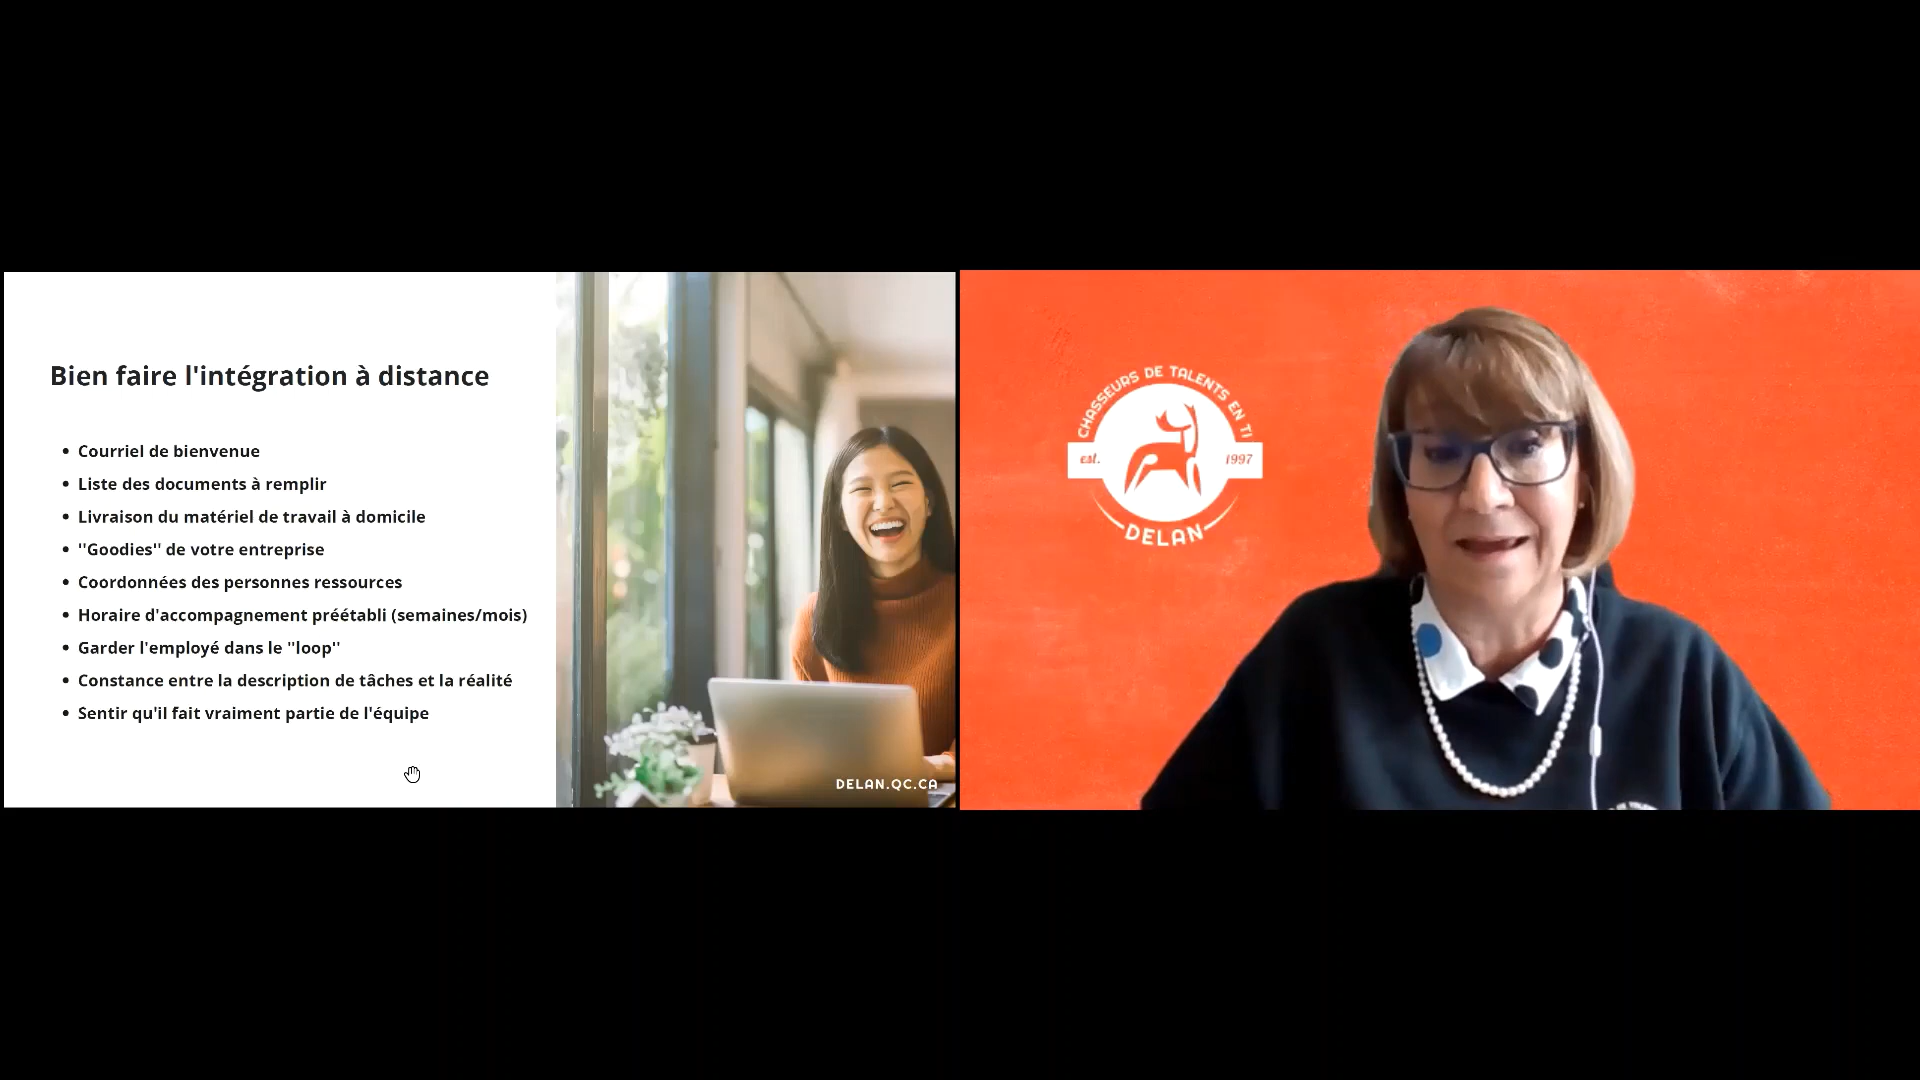 Bien faire l'intégration à distance
• Courriel de bienvenue
• Liste des documents à remplir
• Livraison du matériel de travail à domicile
• ''Goodies'' de votre entreprise
• Coordonnées des personnes ressources
• Horaire d'accompagnement préétabli (semaines/mois)
• Garder l'employé dans le ''loop''
• Constance entre la description de tâches et la réalité
• Sentir qu'il fait vraiment partie de l'équipe
DELAN.QC.CA
CHASSEURS DE TALENTS EN TI
est. 1997
DELAN